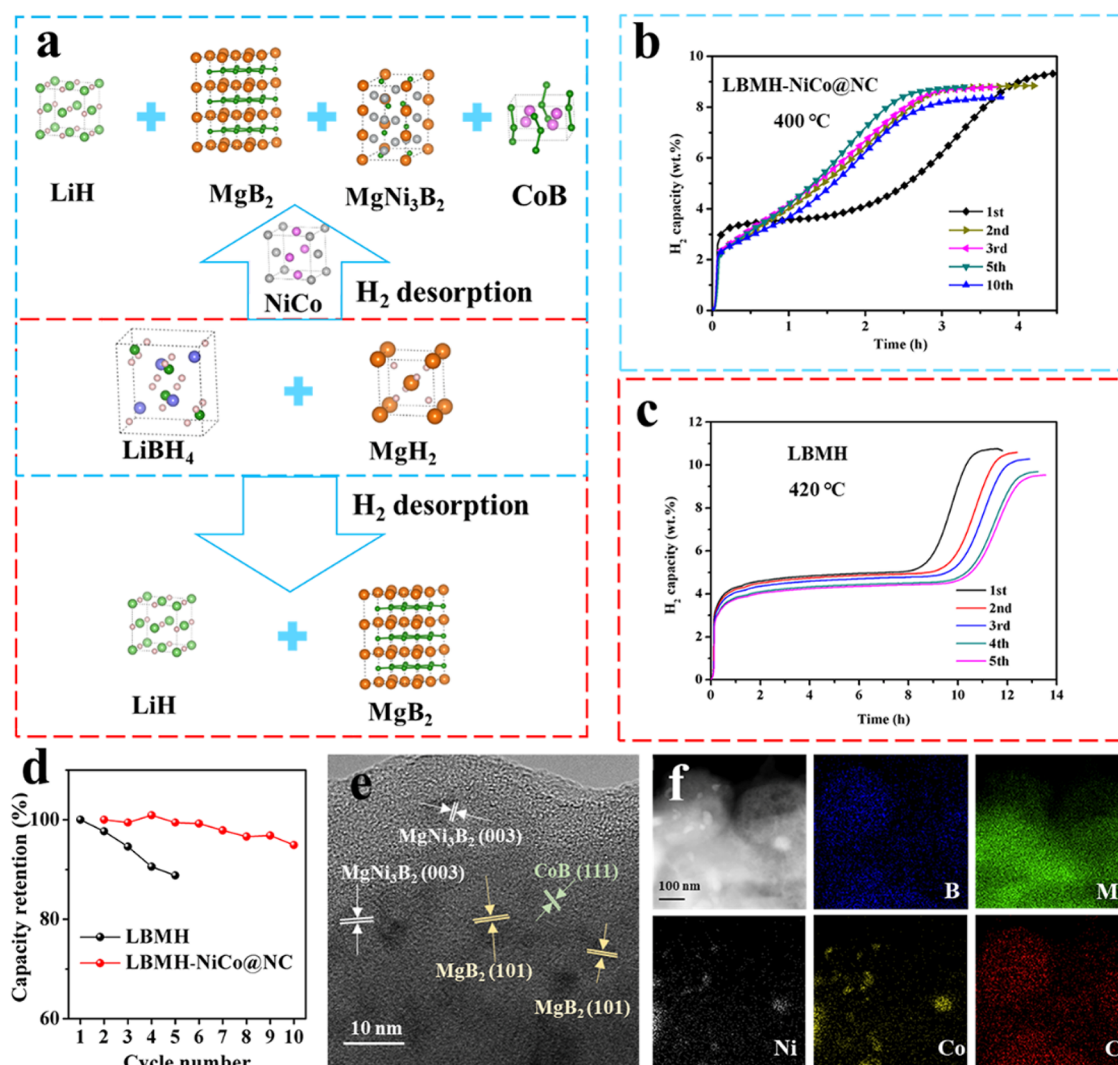 a
LiH
MgB₂
MgNi₃B₂
CoB
NiCo
H₂ desorption
LiBH₄
MgH₂
H₂ desorption
LiH
MgB₂
b
H₂ capacity (wt.%)
10
8
6
4
2
0
LBMH-NiCo@NC
400 ℃
1st
2nd
3rd
5th
10th
0 1 2 3 4
Time (h)
c
H₂ capacity (wt.%)
12
10
8
6
4
2
0
LBMH
420 ℃
1st
2nd
3rd
4th
5th
0 2 4 6 8 10 12 14
Time (h)
d
Capacity retention (%)
100
80
60
LBMH
LBMH-NiCo@NC
1 2 3 4 5 6 7 8 9 10
Cycle number
e
MgNi₃B₂ (003)
MgNi₃B₂ (003)
CoB (111)
MgB₂ (101)
MgB₂ (101)
10 nm
f
100 nm
B
M
Ni
Co
C